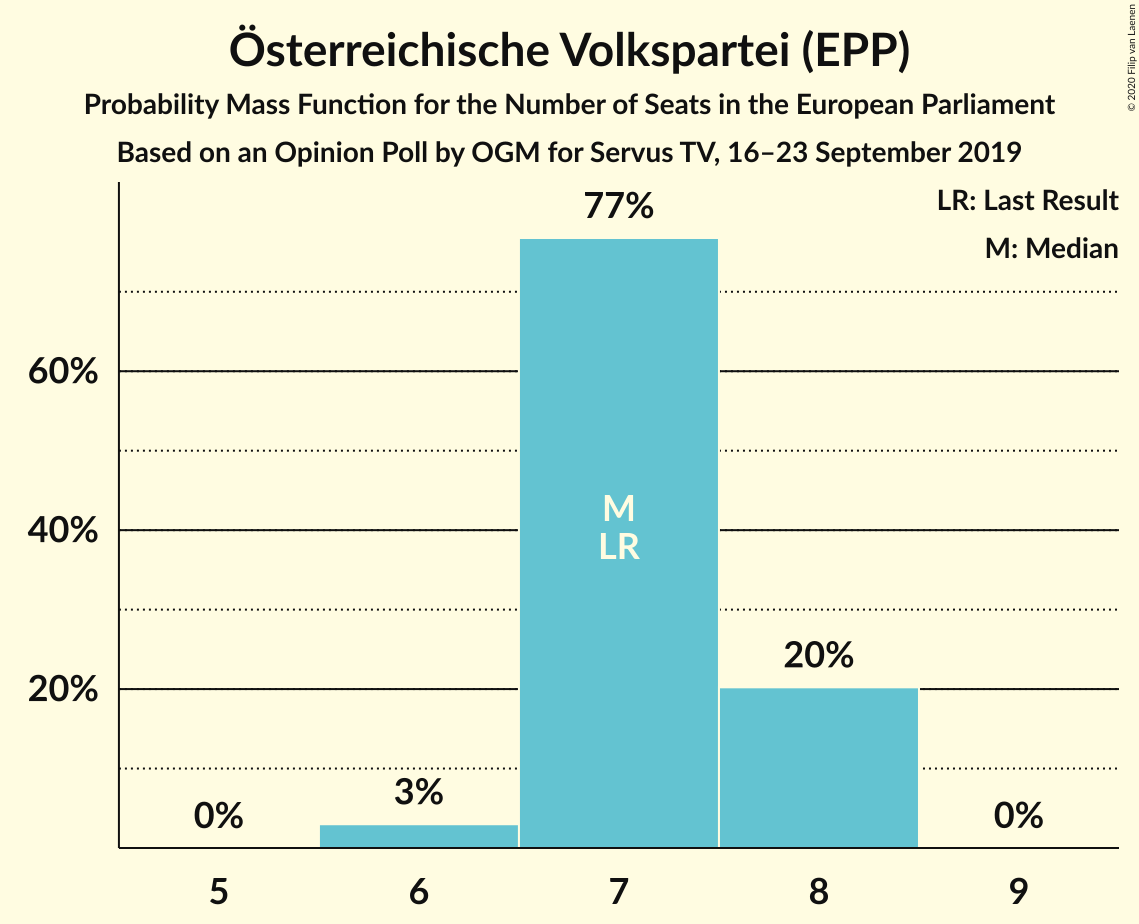 Österreichische Volkspartei (EPP)
Probability Mass Function for the Number of Seats in the European Parliament
Based on an Opinion Poll by OGM for Servus TV, 16–23 September 2019
© 2020 Filip van Laenen
LR: Last Result
M: Median
77%
60%
40%
20%
M
LR
20%
3%
0%
0%
5 6 7 8 9